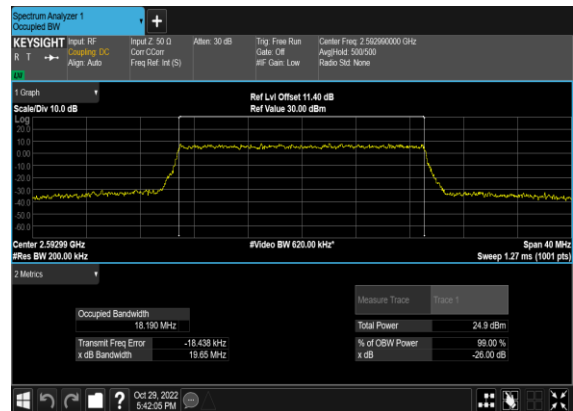 Spectrum Analyzer 1
Occupied BW
+
KEYSIGHT Input: RF Input Z: 50 Ω Atten: 30 dB Trig: Free Run Center Freq: 2.592990000 GHz
R T Coupling: DC Corr CCorr Gate: Off Avg|Hold: 500/500
Align: Auto Freq Ref: Int (S) #IF Gain: Low Radio Std: None
1 Graph
Ref Lvl Offset 11.40 dB
Scale/Div 10.0 dB Ref Value 30.00 dBm
Log
20.0
10.0
0.00
-10.0
-20.0
-30.0
-40.0
-50.0
-60.0
Center 2.59299 GHz #Video BW 620.00 kHz* Span 40 MHz
#Res BW 200.00 kHz Sweep 1.27 ms (1001 pts)
2 Metrics
Measure Trace Trace 1
Occupied Bandwidth
18.190 MHz Total Power 24.9 dBm
Transmit Freq Error -18.438 kHz % of OBW Power 99.00 %
x dB Bandwidth 19.65 MHz x dB -26.00 dB
? Oct 29, 2022
5:42:05 PM